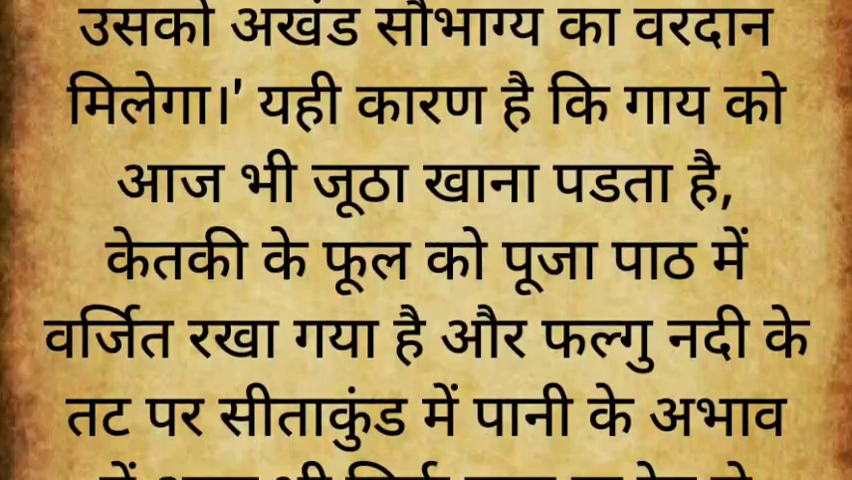 उसको अखंड सौभाग्य का वरदान
मिलेगा।' यही कारण है कि गाय को
आज भी जूठा खाना पडता है,
केतकी के फूल को पूजा पाठ में
वर्जित रखा गया है और फल्गु नदी के
तट पर सीताकुंड में पानी के अभाव